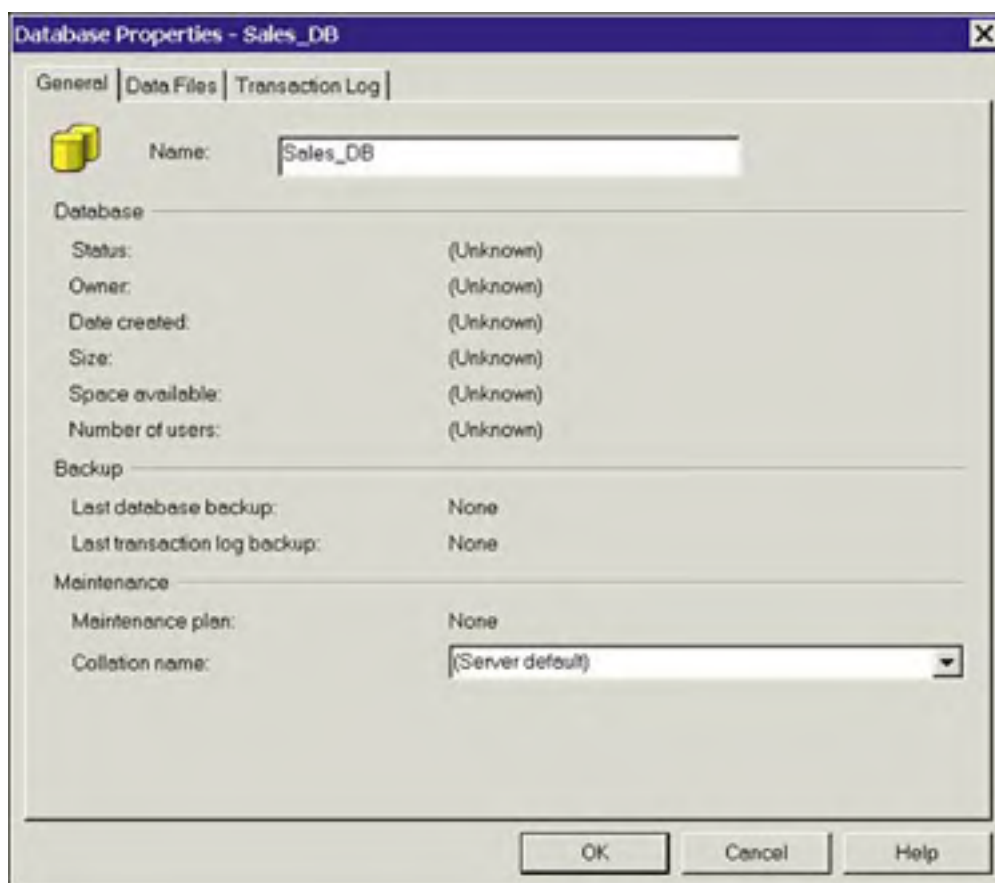 Database Properties - Sales_DB
General Data Files Transaction Log
Name: Sales_DB
Database
Status: (Unknown)
Owner: (Unknown)
Date created: (Unknown)
Size: (Unknown)
Space available: (Unknown)
Number of users: (Unknown)
Backup
Last database backup: None
Last transaction log backup: None
Maintenance
Maintenance plan: None
Collation name: (Server default)
OK Cancel Help